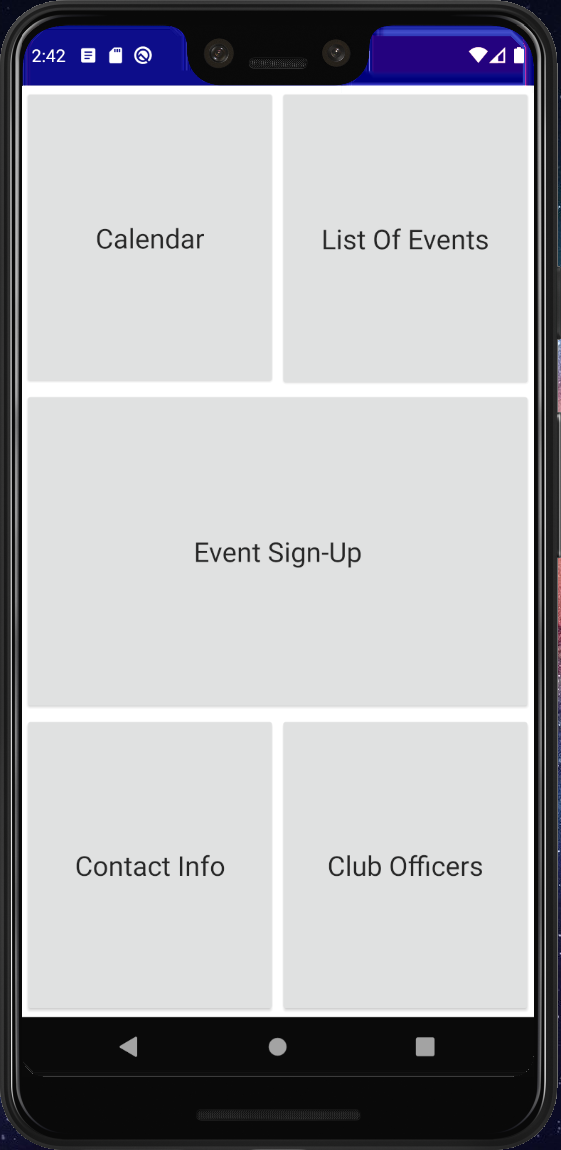 2:42
Calendar
List Of Events
Event Sign-Up
Contact Info
Club Officers